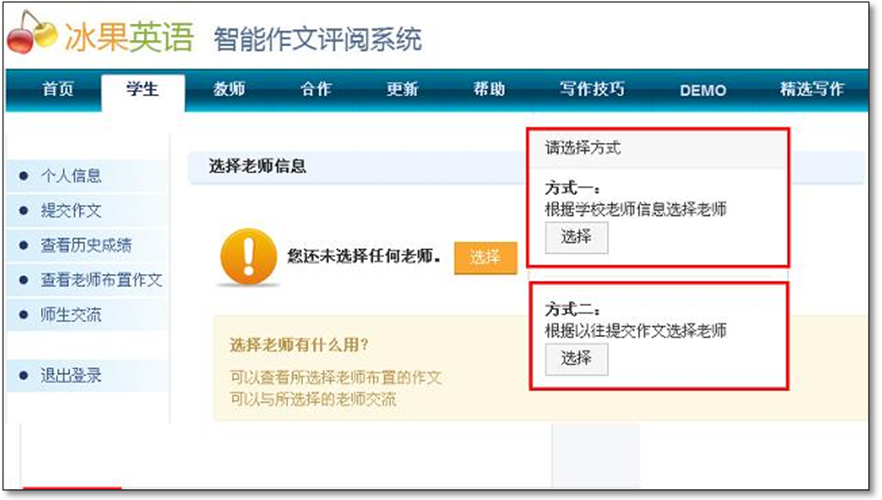 冰果英语 智能作文评阅系统
首页 学生 教师 合作 更新 帮助 写作技巧 DEMO 精选写作
个人信息
提交作文
查看历史成绩
查看老师布置作文
师生交流
退出登录
选择老师信息
您还未选择任何老师。 选择
选择老师有什么用?
可以查看所选择老师布置的作文
可以与所选择的老师交流
请选择方式
方式一:
根据学校老师信息选择老师
选择
方式二:
根据以往提交作文选择老师
选择